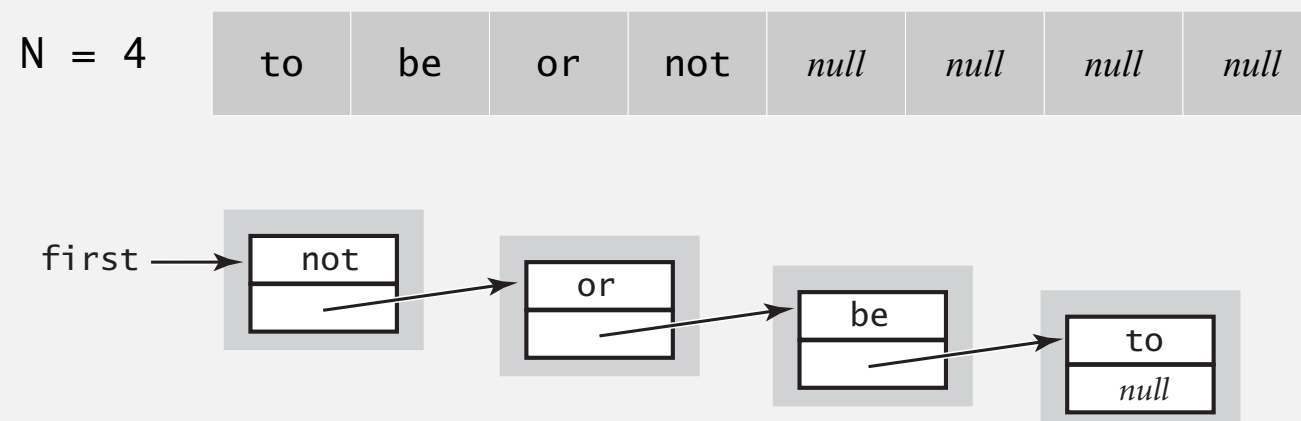 N = 4 to be or not null null null null
first not
or
be
to
null